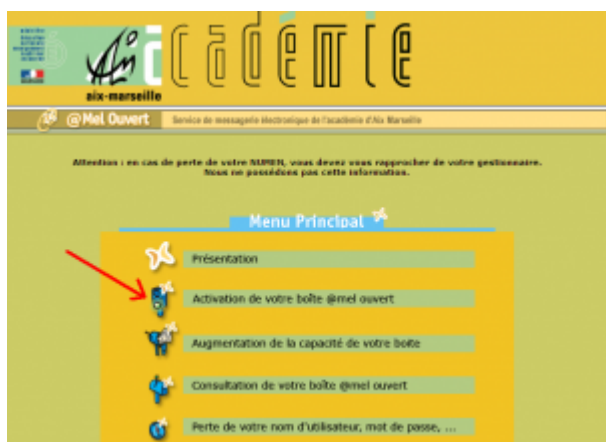 Aix académie
aix-marseille
@Mel Ouvert Service de messagerie électronique de l'académie d'Aix Marseille
Attention : en cas de perte de votre NUMEN, vous devez vous rapprocher de votre gestionnaire.
Nous ne possédons pas cette information.
Menu Principal
Présentation
Activation de votre boîte @mel ouvert
Augmentation de la capacité de votre boite
Consultation de votre boîte @mel ouvert
Perte de votre nom d'utilisateur, mot de passe, ...